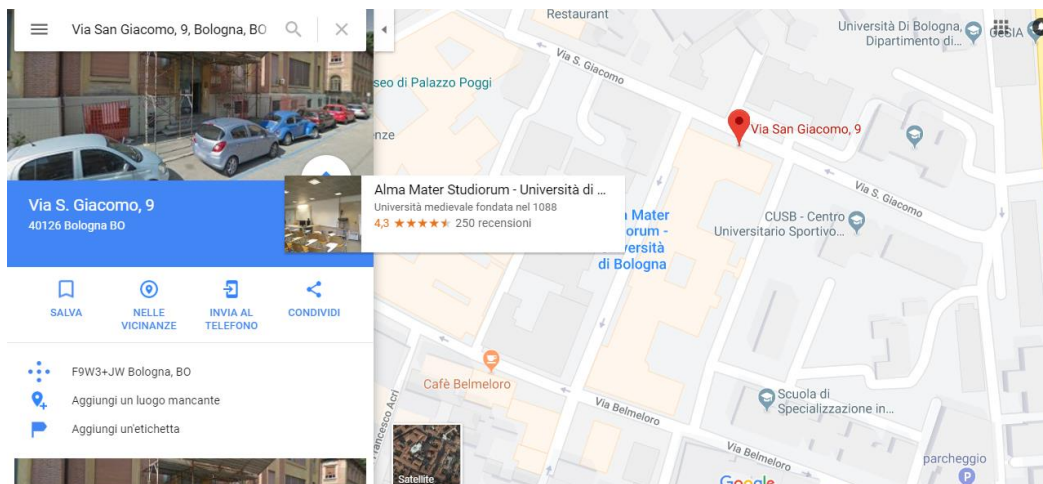 Via San Giacomo, 9, Bologna, BO
Via S. Giacomo, 9
40126 Bologna BO
SALVA
NELLE
VICINANZE
INVIA AL
TELEFONO
CONDIVIDI
F9W3+JW Bologna, BO
Aggiungi un luogo mancante
Aggiungi un'etichetta
Alma Mater Studiorum - Università di ...
Università medievale fondata nel 1088
4,3 250 recensioni
Restaurant
Via S. Giacomo
seo di Palazzo Poggi
nze
Università Di Bologna,
Dipartimento di...
GeSIA
Via San Giacomo, 9
Via S. Giacomo
Mater
orum -
versità
di Bologna
CUSB - Centro
Universitario Sportivo...
Cafè Belmeloro
Via Belmeloro
Scuola di
Specializzazione in...
Via Belmeloro
parcheggio
P
Francesco Acri
Satellite
Google